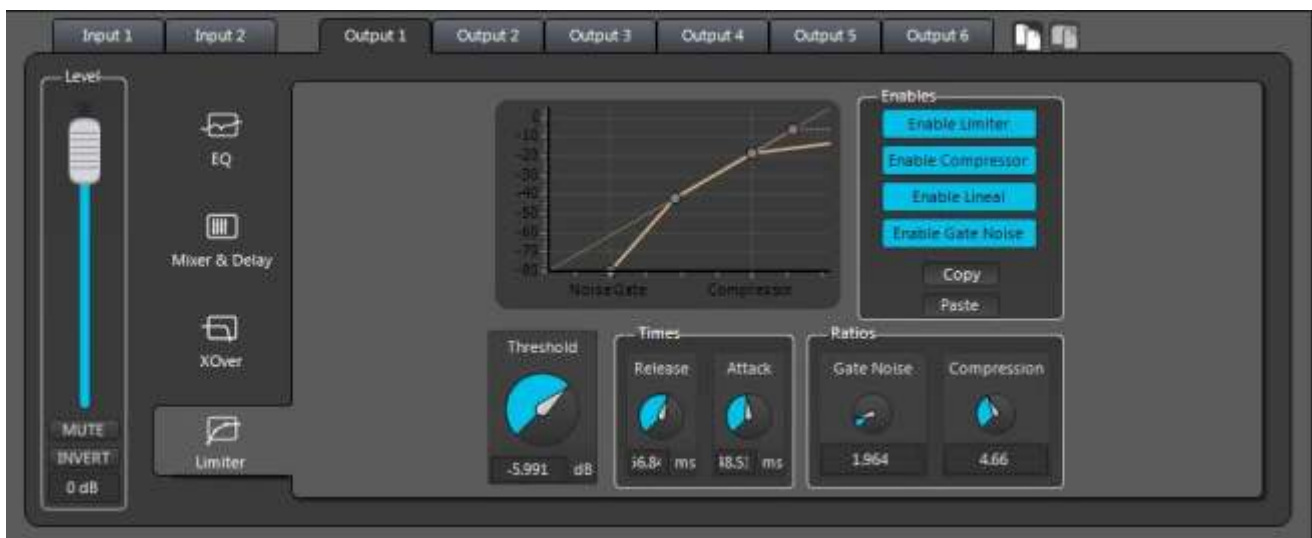 Input 1 Input 2 Output 1 Output 2 Output 3 Output 4 Output 5 Output 6
Level
EQ
Mixer & Delay
XOver
Limiter
MUTE
INVERT
0 dB
0
-10
-20
-30
-40
-50
-60
-70
-80
NoiseGate Compressor
Enables
Enable Limiter
Enable Compressor
Enable Lineal
Enable Gate Noise
Copy
Paste
Threshold
-5.991 dB
Times
Release Attack
ms ms
Ratios
Gate Noise Compression
1.964 4.66